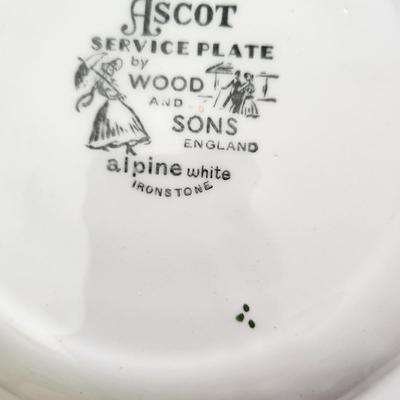 ASCOT
SERVICE PLATE
by
WOOD
AND
SONS
ENGLAND
alpine white
IRONSTONE